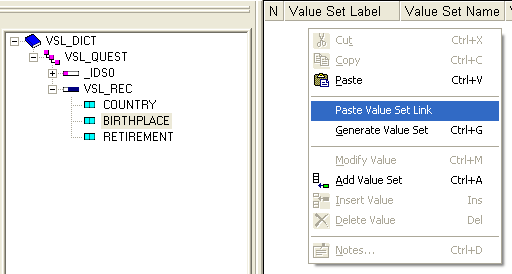 VSL_DICT
VSL_QUEST
_IDS0
VSL_REC
COUNTRY
BIRTHPLACE
RETIREMENT
N Value Set Label Value Set Name V
Cut Ctrl+X
Copy Ctrl+C
Paste Ctrl+V
Paste Value Set Link
Generate Value Set Ctrl+G
Modify Value Ctrl+M
Add Value Set Ctrl+A
Insert Value Ins
Delete Value Del
Notes... Ctrl+D